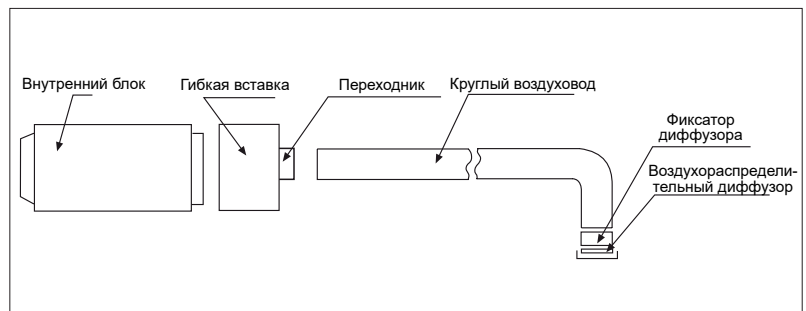 Внутренний блок
Гибкая вставка
Переходник
Круглый воздуховод
Фиксатор
диффузора
Воздухораспредели-
тельный диффузор